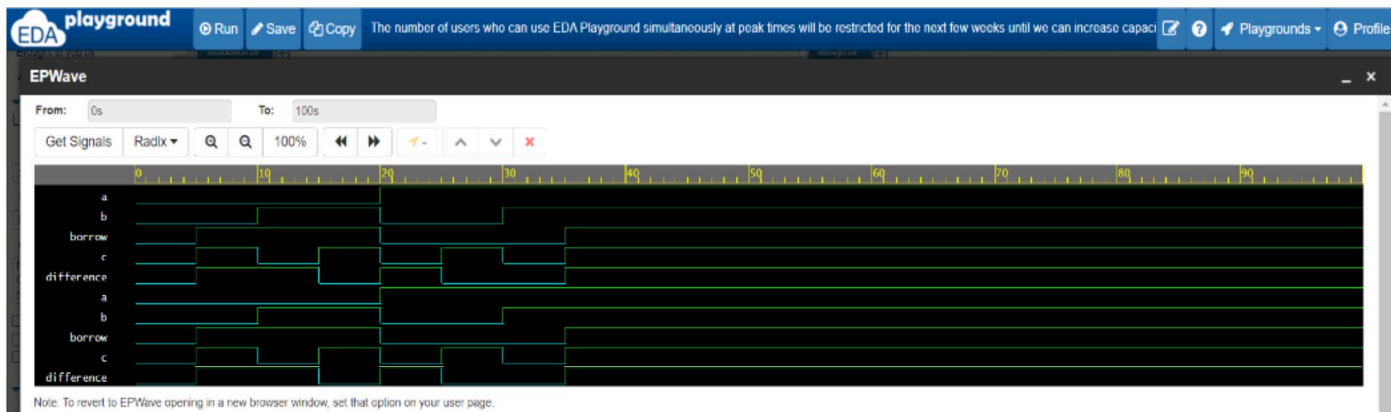 EDA playground
Run Save Copy The number of users who can use EDA Playground simultaneously at peak times will be restricted for the next few weeks until we can increase capaci Playgrounds Profile
EPWave
From: 0s To: 100s
Get Signals Radix 100%
0 10 20 30 40 50 60 70 80 90
a
b
borrow
c
difference
a
b
borrow
c
difference
Note: To revert to EPWave opening in a new browser window, set that option on your user page.